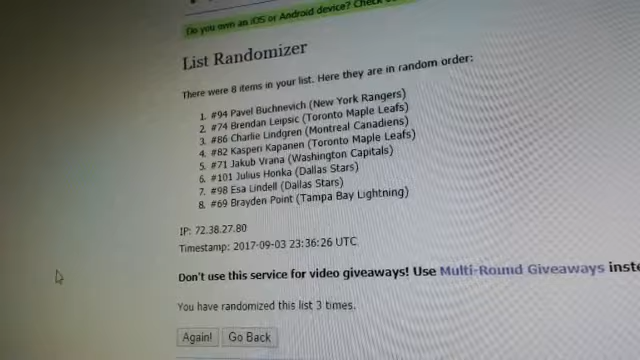 Do you own an iOS or Android device? Check
List Randomizer
There were 8 items in your list. Here they are in random order:
1. #94 Pavel Buchnevich (New York Rangers)
2. #74 Brendan Leipsic (Toronto Maple Leafs)
3. #86 Charlie Lindgren (Montreal Canadiens)
4. #82 Kasperi Kapanen (Toronto Maple Leafs)
5. #71 Jakub Vrana (Washington Capitals)
6. #101 Julius Honka (Dallas Stars)
7. #98 Esa Lindell (Dallas Stars)
8. #69 Brayden Point (Tampa Bay Lightning)
IP: 72.38.27.80
Timestamp: 2017-09-03 23:36:26 UTC
Don't use this service for video giveaways! Use Multi-Round Giveaways
You have randomized this list 3 times.
Again! Go Back